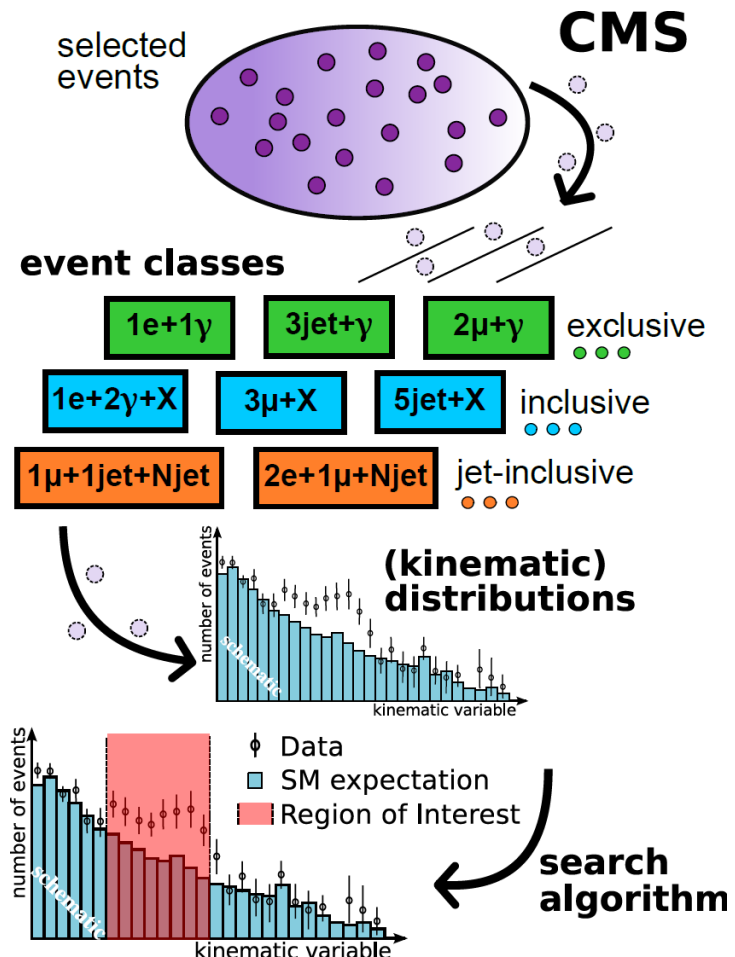 CMS
selected
events
event classes
1e+1γ
3jet+γ
2μ+γ
exclusive
1e+2γ+X
3μ+X
5jet+X
inclusive
1μ+1jet+Njet
2e+1μ+Njet
jet-inclusive
(kinematic)
distributions
number of events
schematic
kinematic variable
Data
SM expectation
Region of Interest
number of events
schematic
kinematic variable
search
algorithm